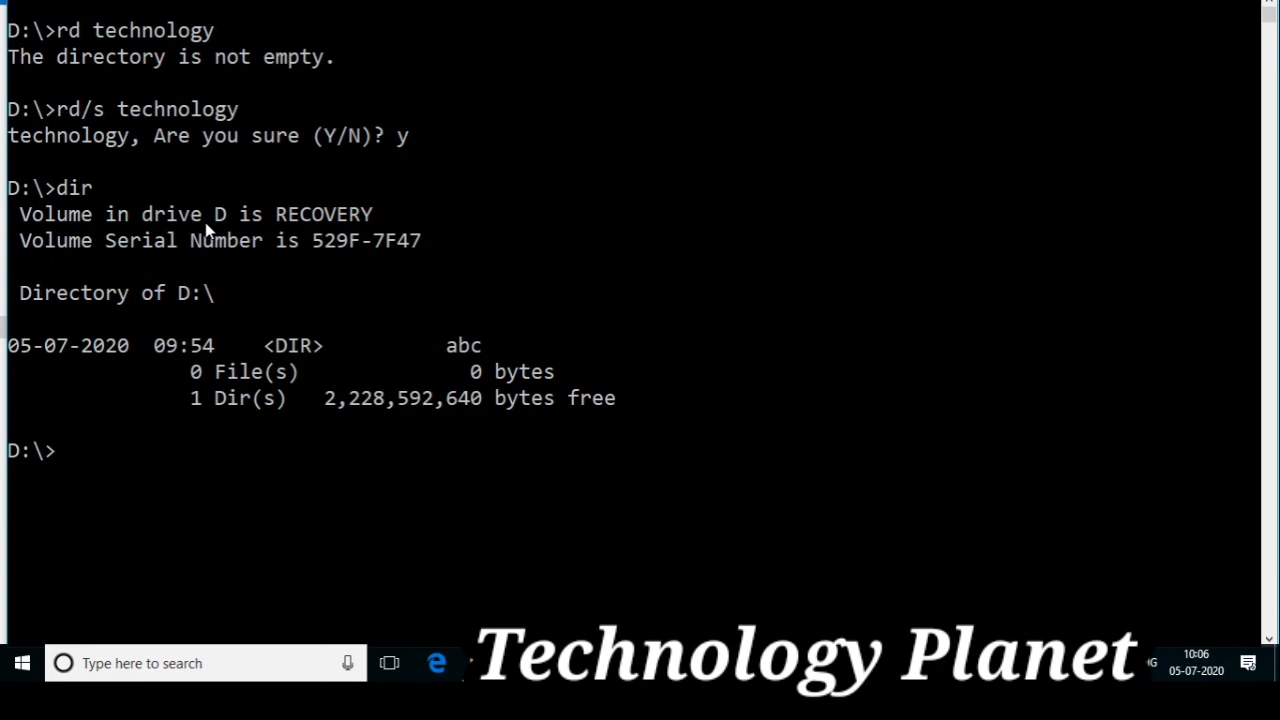 D:\>rd technology
The directory is not empty.
D:\>rd/s technology
technology, Are you sure (Y/N)? y
D:\>dir
Volume in drive D is RECOVERY
Volume Serial Number is 529F-7F47
Directory of D:\
05-07-2020  09:54    <DIR>          abc
0 File(s)              0 bytes
1 Dir(s)   2,228,592,640 bytes free
D:\>
Type here to search
Technology Planet
10:06
05-07-2020